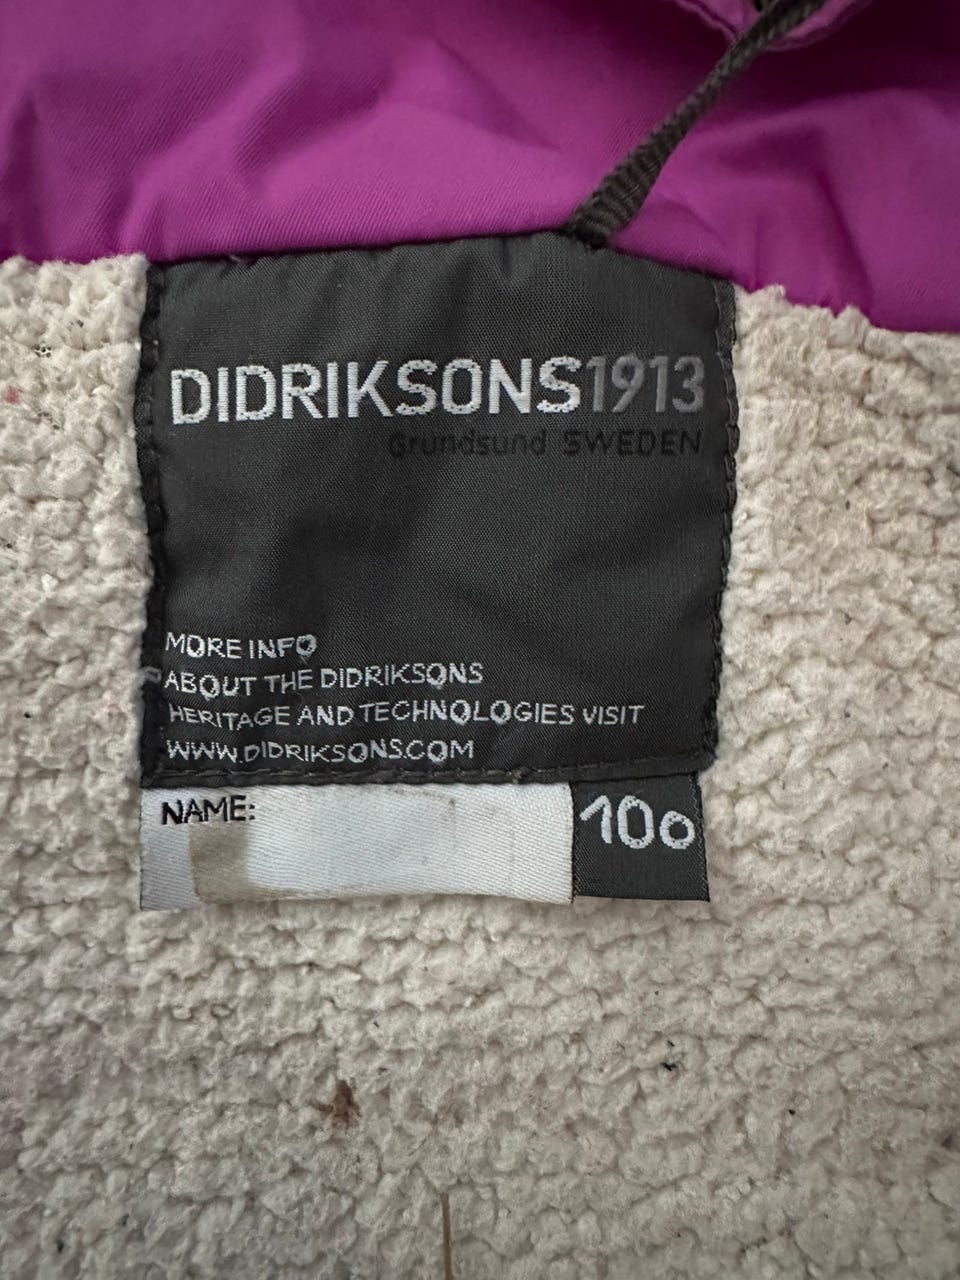 DIDRIKSONS1913
Grundsund SWEDEN
MORE INFO
ABOUT THE DIDRIKSONS
HERITAGE AND TECHNOLOGIES VISIT
WWW.DIDRIKSONS.COM
NAME:
100